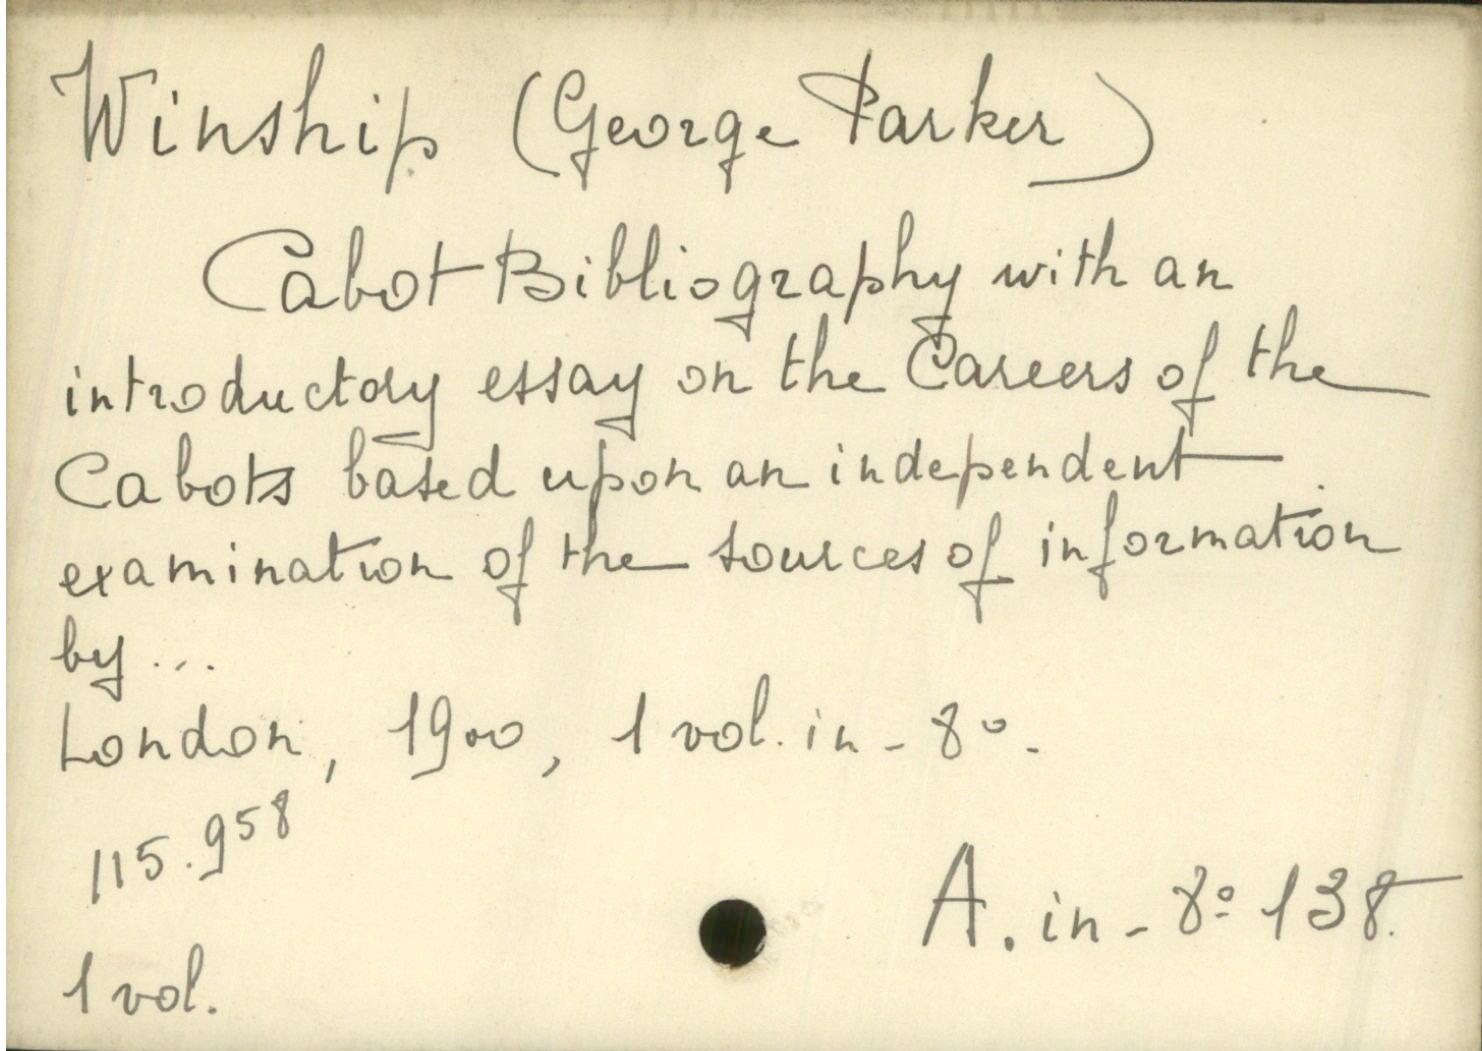 Winship (George Parker)
Cabot Bibliography with an
introductory essay on the Careers of the
Cabots based upon an independent
examination of the sources of information
by ...
London, 1900, 1 vol. in-8°.
115.958
A. in-8° 138.
1 vol.